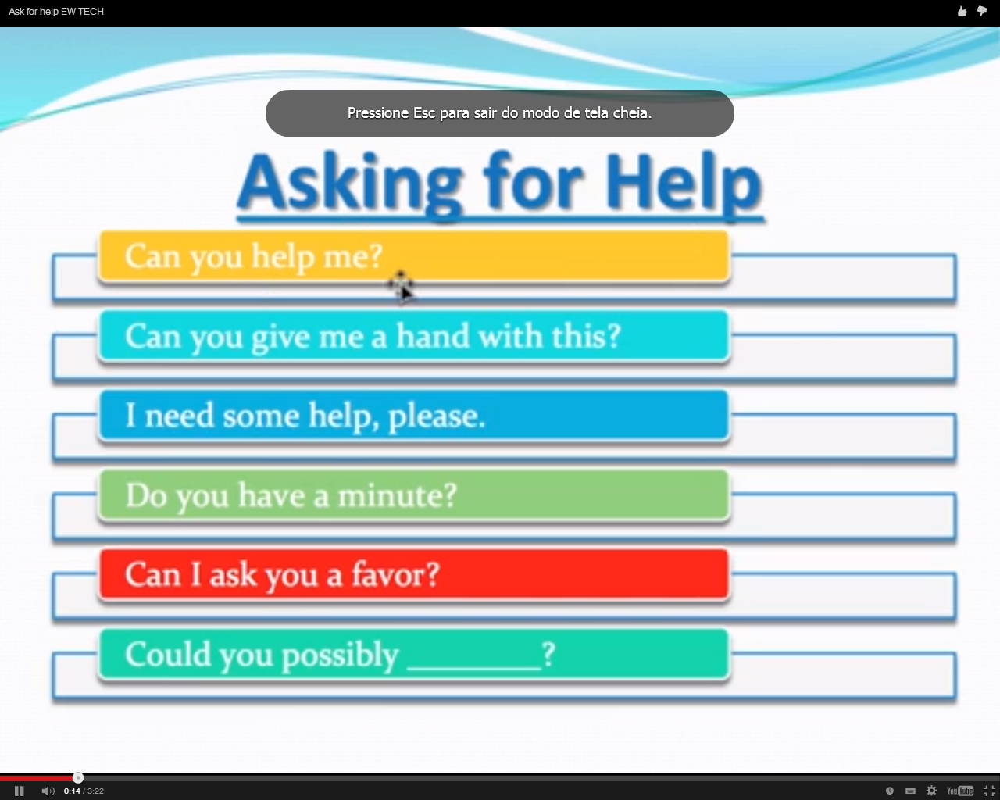 Ask for help EW TECH
Pressione Esc para sair do modo de tela cheia.
Asking for Help
Can you help me?
Can you give me a hand with this?
I need some help, please.
Do you have a minute?
Can I ask you a favor?
Could you possibly ________?
0:14 / 3:22
YouTube